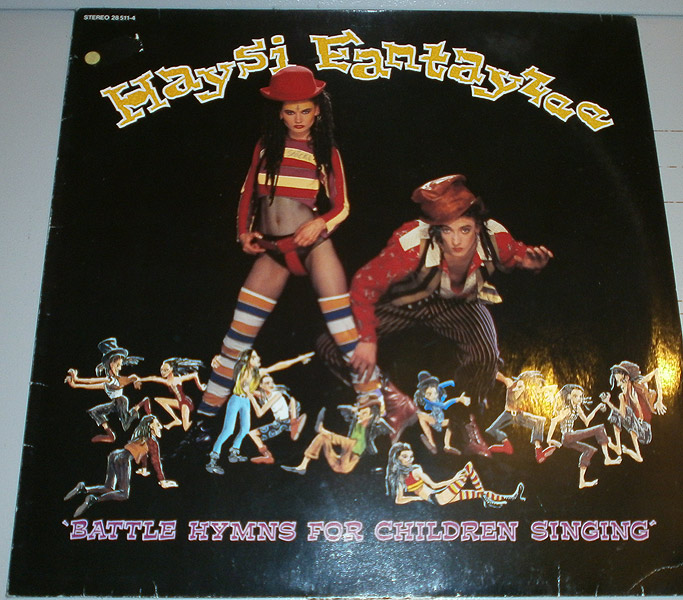 STEREO 28 511-4
Haysi Fantayzee
'BATTLE HYMNS FOR CHILDREN SINGING'